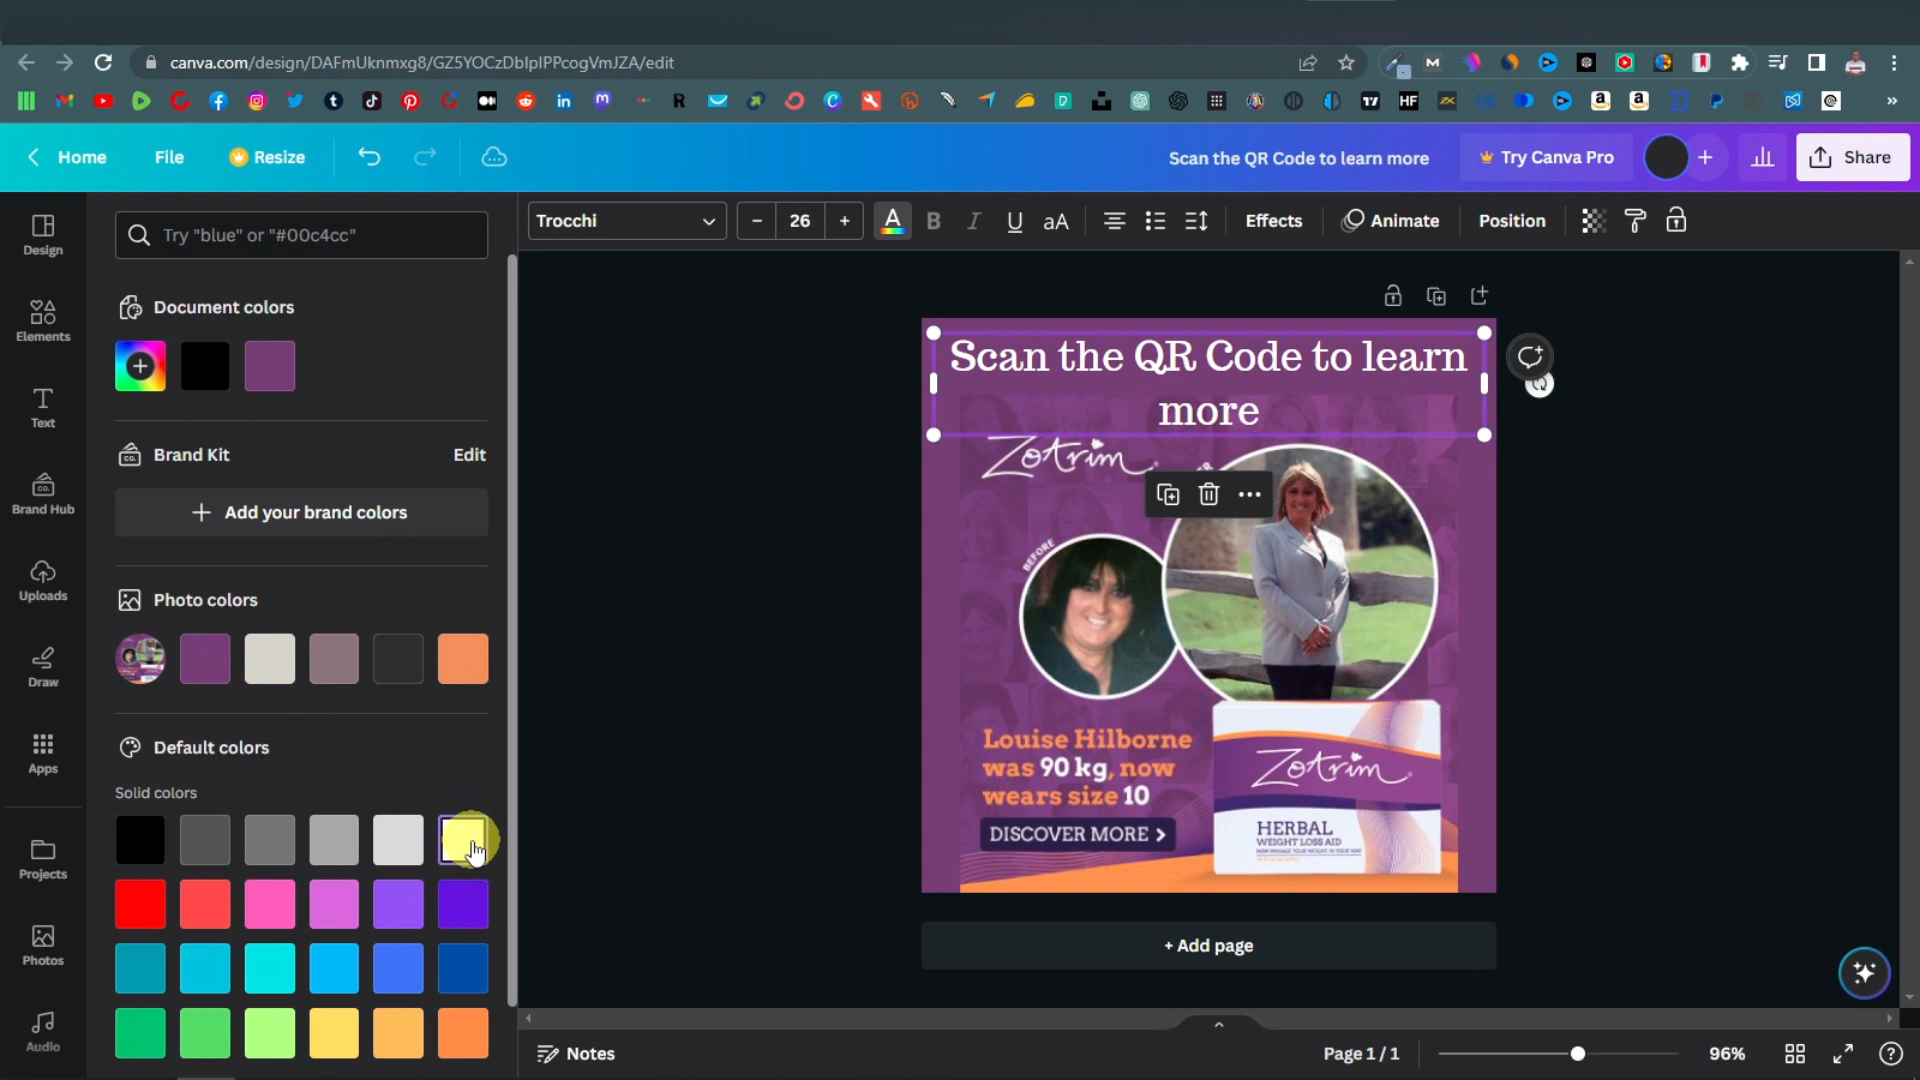 canva.com/design/DAFmUknmxg8/GZ5YOCzDbIpIPPcogVmJZA/edit
Home
File
Resize
Scan the QR Code to learn more
Try Canva Pro
Share
Design
Elements
Text
Brand Hub
Uploads
Draw
Apps
Projects
Photos
Audio
Try "blue" or "#00c4cc"
Document colors
Brand Kit
Edit
Add your brand colors
Photo colors
Default colors
Solid colors
Trocchi
- 26 +
A B I U aA
Effects
Animate
Position
Scan the QR Code to learn
more
Zotrim
BEFORE
Louise Hilborne
was 90 kg, now
wears size 10
DISCOVER MORE >
Zotrim
HERBAL
WEIGHT LOSS AID
+ Add page
Notes
Page 1 / 1
96%